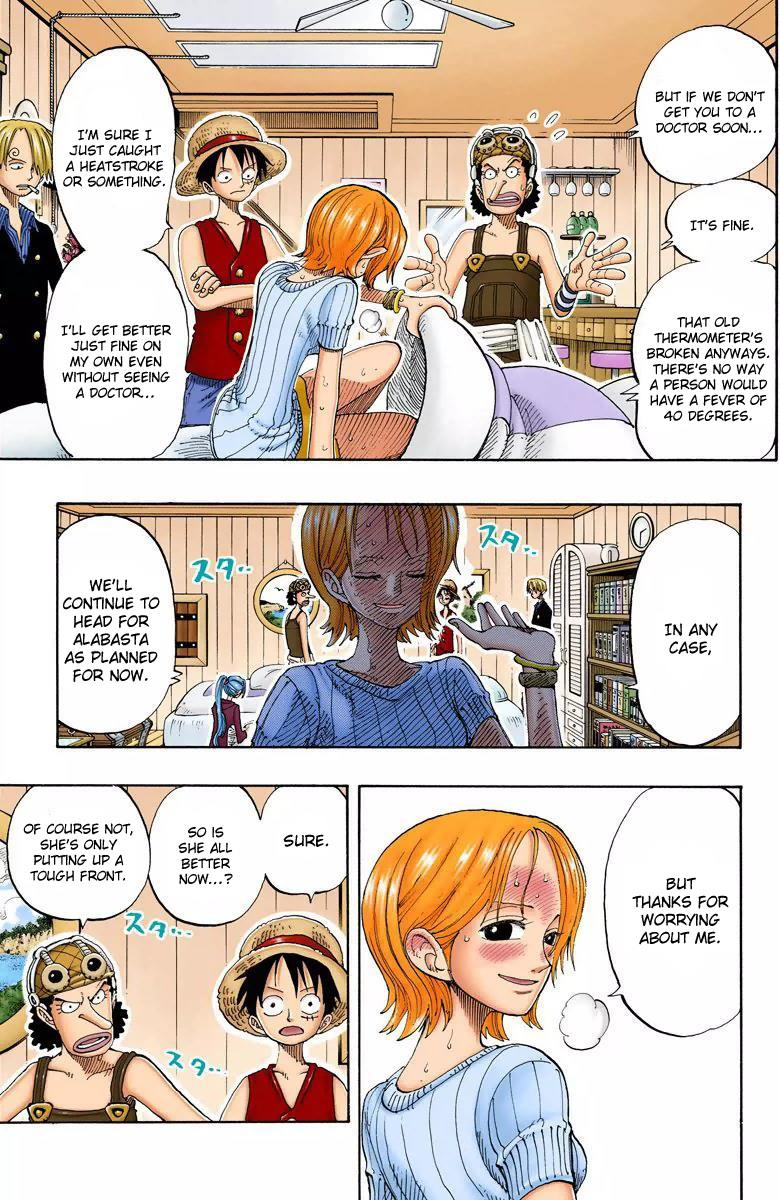 BUT IF WE DON'T
GET YOU TO A
DOCTOR SOON...
IT'S FINE.
THAT OLD
THERMOMETER'S
BROKEN ANYWAYS.
THERE'S NO WAY
A PERSON WOULD
HAVE A FEVER OF
40 DEGREES.
I'M SURE I
JUST CAUGHT
A HEATSTROKE
OR SOMETHING.
I'LL GET BETTER
JUST FINE ON
MY OWN EVEN
WITHOUT SEEING
A DOCTOR...
IN ANY
CASE,
スタ..
スタ..
WE'LL
CONTINUE TO
HEAD FOR
ALABASTA
AS PLANNED
FOR NOW.
BUT
THANKS FOR
WORRYING
ABOUT ME.
SURE.
SO IS
SHE ALL
BETTER
NOW...?
OF COURSE NOT,
SHE'S ONLY
PUTTING UP A
TOUGH FRONT.
スタ...
スタ...